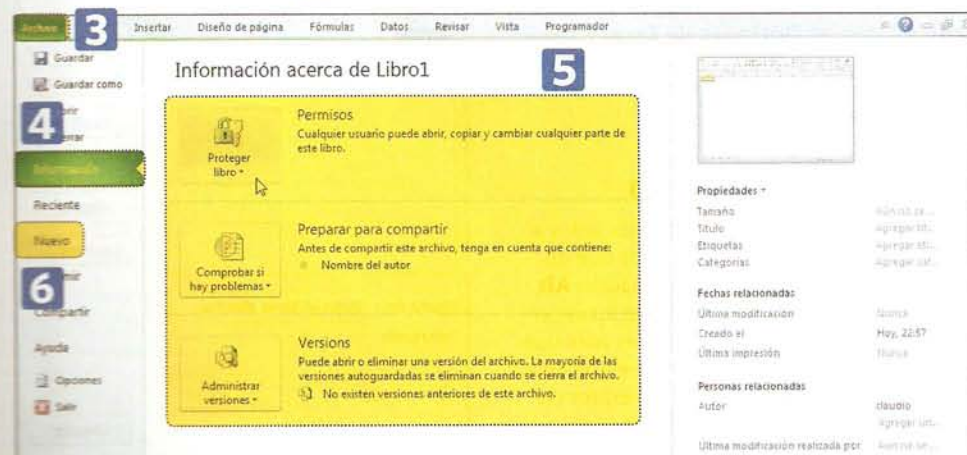 Archivo 3 Insertar Diseño de página Fórmulas Datos Revisar Vista Programador
Guardar
Guardar como
4
Información
Reciente
Nuevo
6
Compartir
Ayuda
Opciones
Salir
Información acerca de Libro1
5
Proteger
libro
Permisos
Cualquier usuario puede abrir, copiar y cambiar cualquier parte de
este libro.
Comprobar si
hay problemas
Preparar para compartir
Antes de compartir este archivo, tenga en cuenta que contiene:
Nombre del autor
Administrar
versiones
Versions
Puede abrir o eliminar una versión del archivo. La mayoría de las
versiones autoguardadas se eliminan cuando se cierra el archivo.
No existen versiones anteriores de este archivo.
Propiedades
Tamaño
Título
Etiquetas
Categorías
Fechas relacionadas
Última modificación Nunca
Creado el Hoy, 22:57
Última impresión Nunca
Personas relacionadas
Autor claudio
Última modificación realizada por